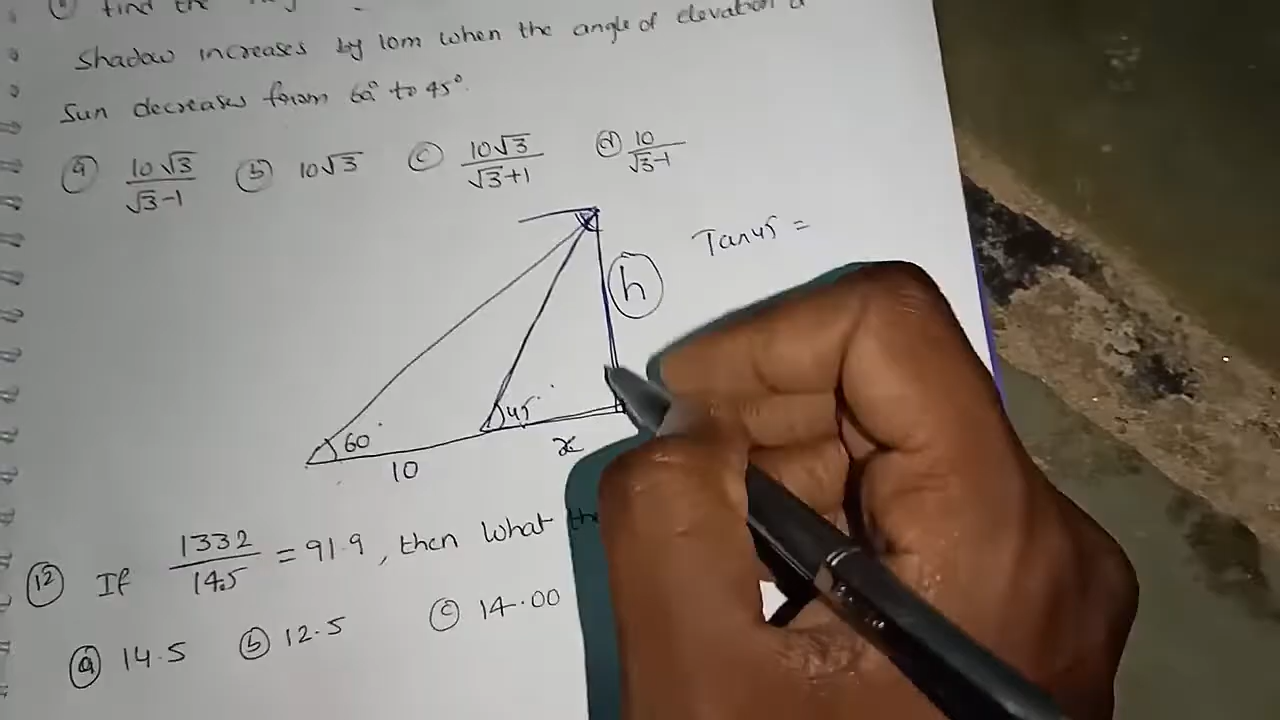 find the
Shadow increases by 10m when the angle of elevation
Sun decreases from 60° to 45°.
ⓐ 10√3/√3-1 ⓑ 10√3 ⓒ 10√3/√3+1 ⓓ 10/√3-1
Tan45 =
h
45°
60°
x
10
⑫ If 1332/14.5 = 91.9, then what the
ⓐ 14.5 ⓑ 12.5 ⓒ 14.00